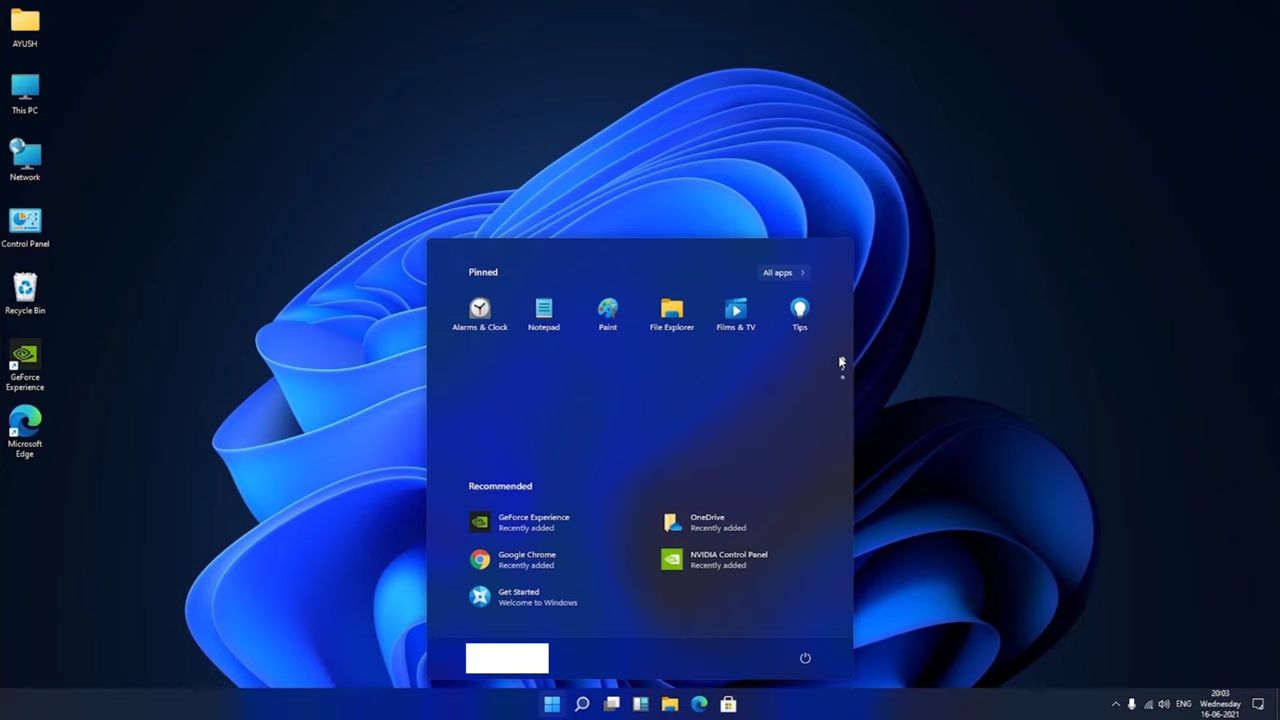 AYUSH
This PC
Network
Control Panel
Recycle Bin
GeForce
Experience
Microsoft
Edge
Pinned
All apps
Alarms & Clock
Notepad
Paint
File Explorer
Films & TV
Tips
Recommended
GeForce Experience
Recently added
OneDrive
Recently added
Google Chrome
Recently added
NVIDIA Control Panel
Recently added
Get Started
Welcome to Windows
ENG
20:03
Wednesday
16-06-2021